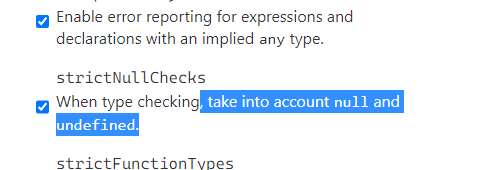 Enable error reporting for expressions and
declarations with an implied any type.
strictNullChecks
When type checking, take into account null and
undefined.
strictFunctionTypes